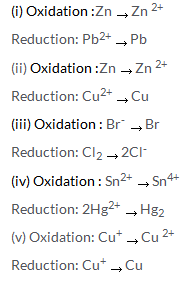 (i) Oxidation :Zn → Zn ²⁺
Reduction: Pb²⁺ → Pb
(ii) Oxidation :Zn → Zn ²⁺
Reduction: Cu²⁺ → Cu
(iii) Oxidation : Br⁻ → Br
Reduction: Cl₂ → 2Cl⁻
(iv) Oxidation : Sn²⁺ → Sn⁴⁺
Reduction: 2Hg²⁺ → Hg₂
(v) Oxidation: Cu⁺ → Cu ²⁺
Reduction: Cu⁺ → Cu